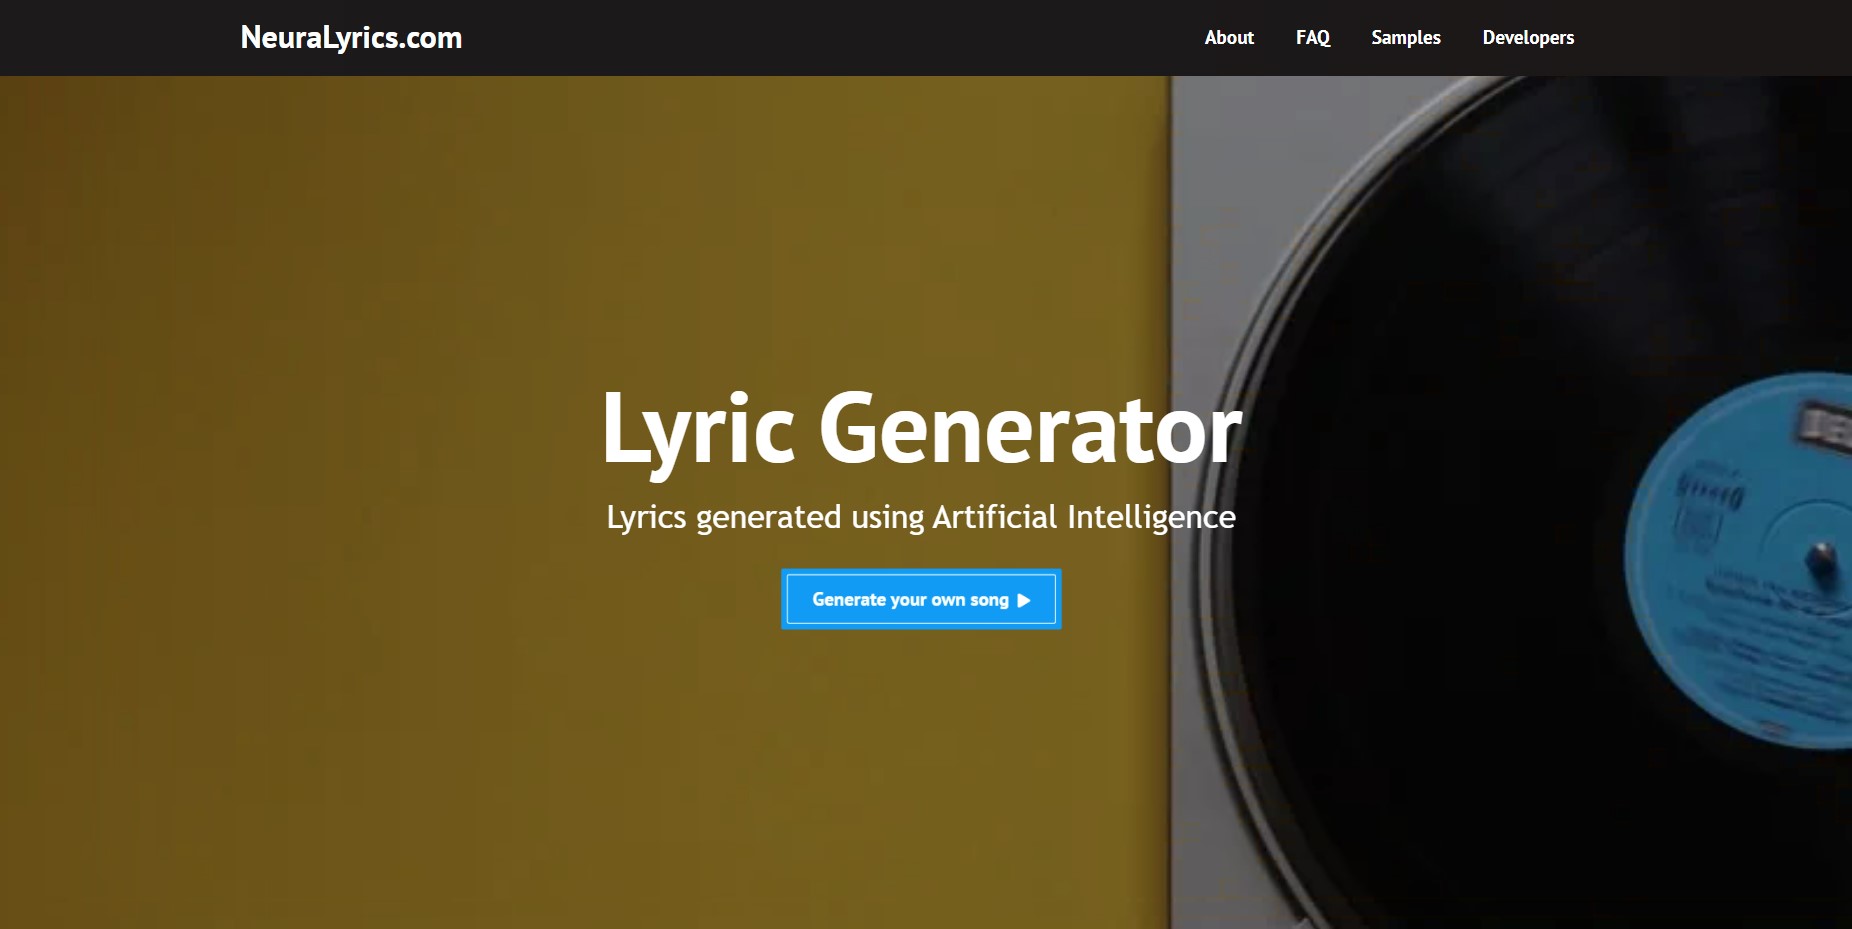 NeuraLyrics.com
About FAQ Samples Developers
Lyric Generator
Lyrics generated using Artificial Intelligence
Generate your own song